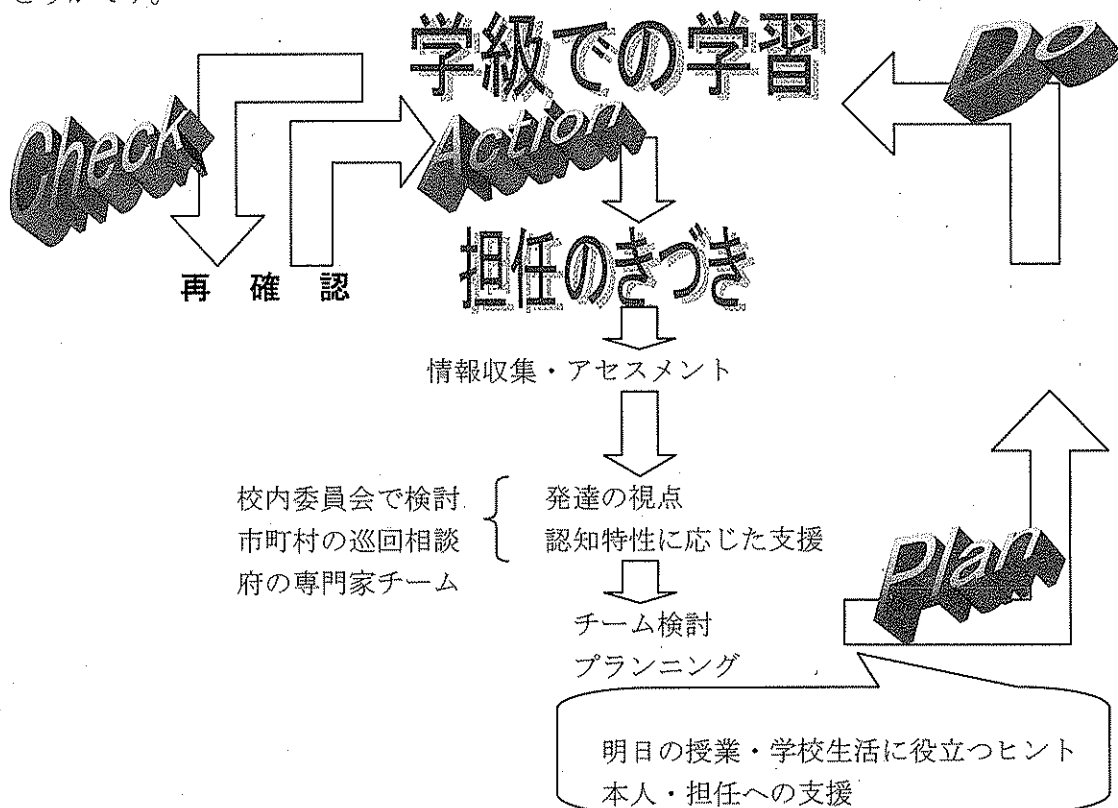 どうかです。
学級での学習
Do
Check
Action
担任のきづき
再確認
情報収集・アセスメント
校内委員会で検討
市町村の巡回相談
府の専門家チーム
発達の視点
認知特性に応じた支援
チーム検討
プランニング
Plan
明日の授業・学校生活に役立つヒント
本人・担任への支援